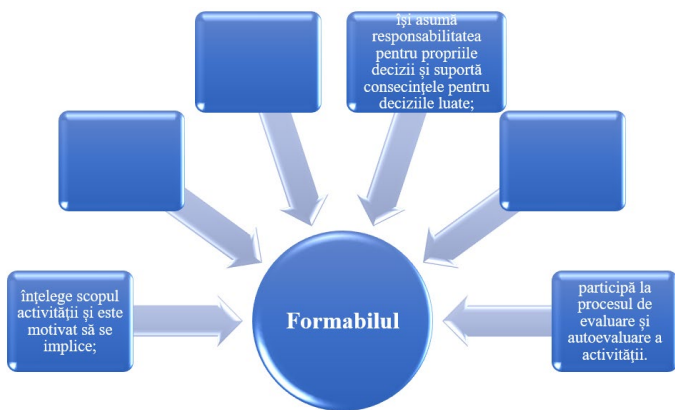 înțelege scopul
activității și este
motivat să se
implice;
își asumă
responsabilitatea
pentru propriile
decizii și suportă
consecințele pentru
deciziile luate;
participă la
procesul de
evaluare și
autoevaluare a
activității.
Formabilul